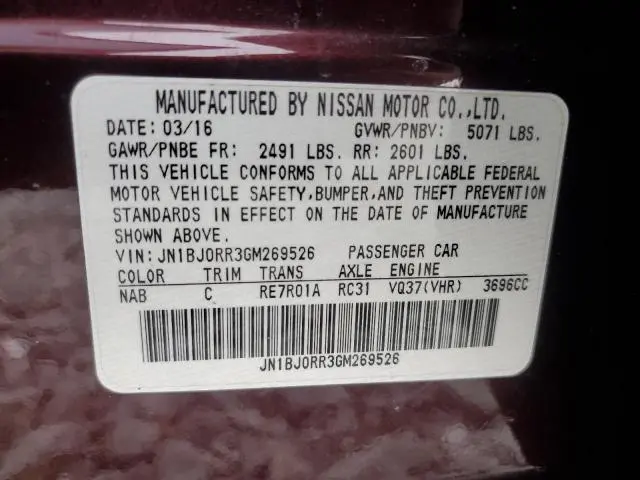 MANUFACTURED BY NISSAN MOTOR CO.,LTD.
DATE: 03/16 GVWR/PNBV: 5071 LBS.
GAWR/PNBE FR: 2491 LBS. RR: 2601 LBS.
THIS VEHICLE CONFORMS TO ALL APPLICABLE FEDERAL
MOTOR VEHICLE SAFETY,BUMPER,AND THEFT PREVENTION
STANDARDS IN EFFECT ON THE DATE OF MANUFACTURE
SHOWN ABOVE.
VIN: JN1BJ0RR3GM269526 PASSENGER CAR
COLOR TRIM TRANS AXLE ENGINE
NAB C RE7R01A RC31 VQ37(VHR) 3696CC
JN1BJ0RR3GM269526